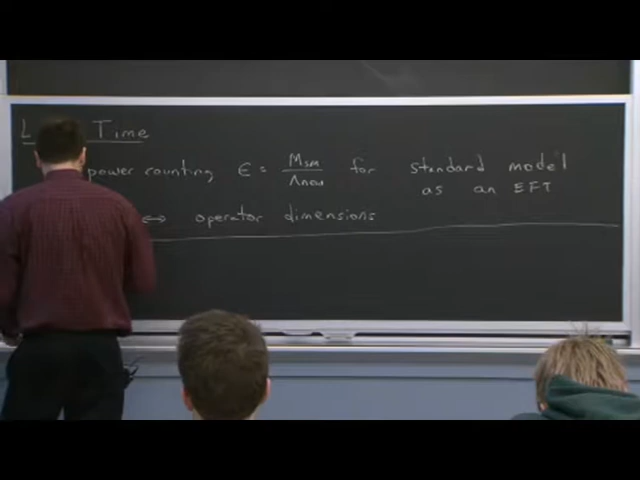 L Time
power counting ε = M_SM / Λ_new for standard model
as an EFT
↔ operator dimensions